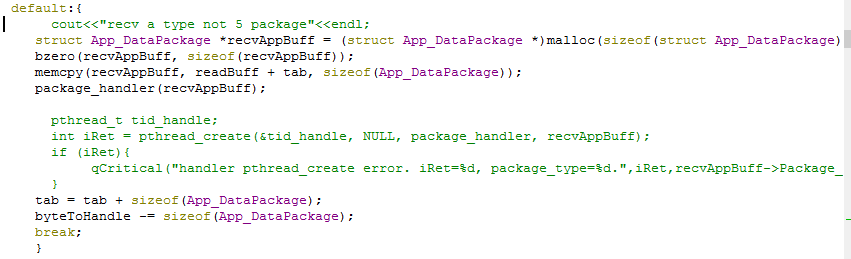 default:{
cout<<"recv a type not 5 package"<<endl;
struct App_DataPackage *recvAppBuff = (struct App_DataPackage *)malloc(sizeof(struct App_DataPackage)
bzero(recvAppBuff, sizeof(recvAppBuff));
memcpy(recvAppBuff, readBuff + tab, sizeof(App_DataPackage));
package_handler(recvAppBuff);
pthread_t tid_handle;
int iRet = pthread_create(&tid_handle, NULL, package_handler, recvAppBuff);
if (iRet){
qCritical("handler pthread_create error. iRet=%d, package_type=%d.",iRet,recvAppBuff->Package_
}
tab = tab + sizeof(App_DataPackage);
byteToHandle -= sizeof(App_DataPackage);
break;
}